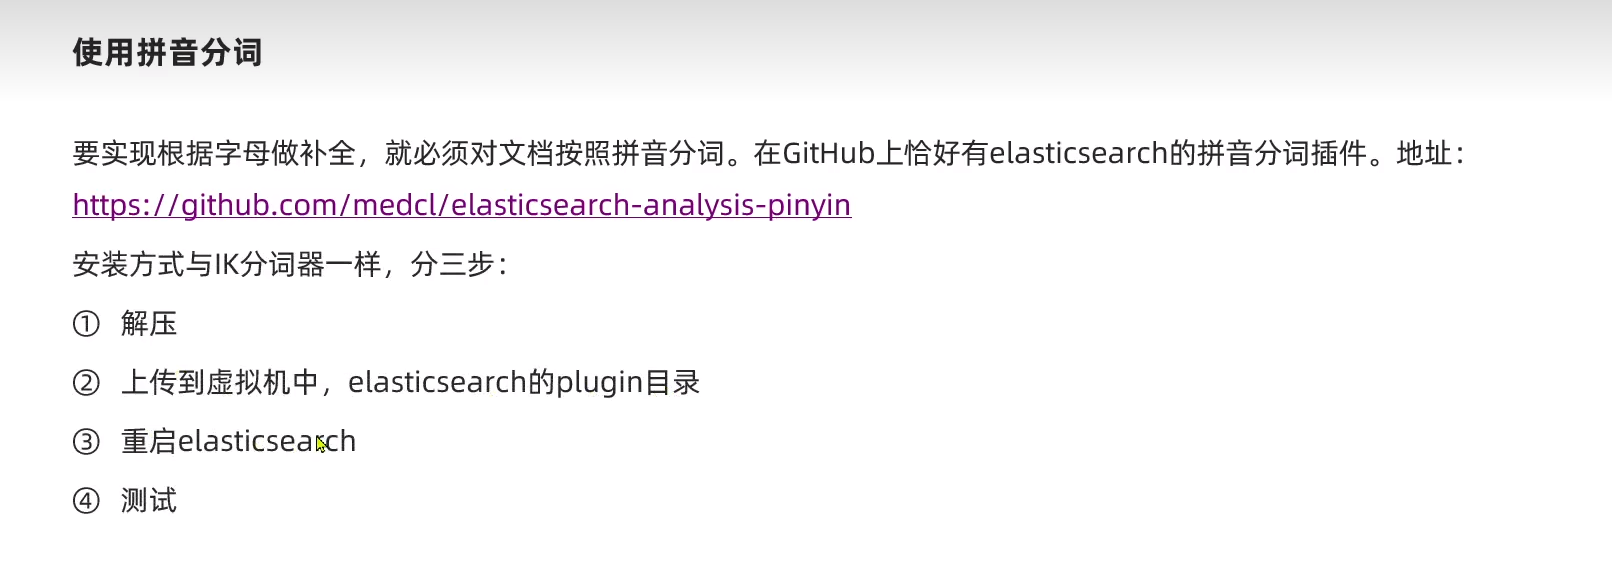 使用拼音分词
要实现根据字母做补全，就必须对文档按照拼音分词。在GitHub上恰好有elasticsearch的拼音分词插件。地址：
https://github.com/medcl/elasticsearch-analysis-pinyin
安装方式与IK分词器一样，分三步：
① 解压
② 上传到虚拟机中，elasticsearch的plugin目录
③ 重启elasticsearch
④ 测试